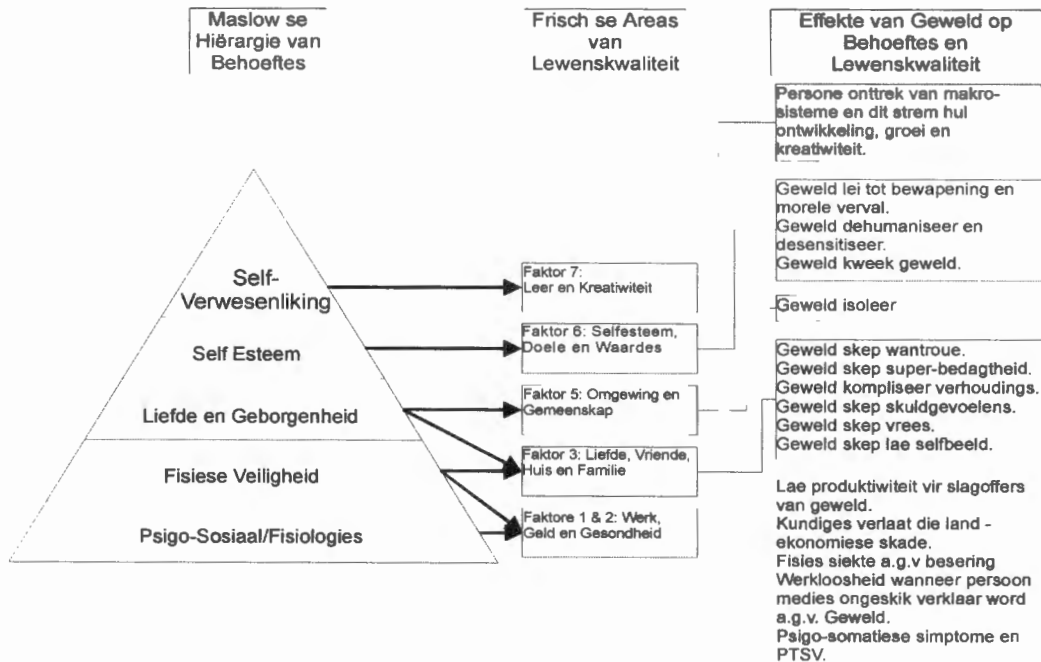 Maslow se
Hiërargie van
Behoeftes
Frisch se Areas
van
Lewenskwaliteit
Effekte van Geweld op
Behoeftes en
Lewenskwaliteit
Self-
Verwesenliking
Self Esteem
Liefde en Geborgenheid
Fisiese Veiligheid
Psigo-Sosiaal/Fisiologies
Faktor 7:
Leer en Kreatiwiteit
Faktor 6: Selfesteem,
Doele en Waardes
Faktor 5: Omgewing en
Gemeenskap
Faktor 3: Liefde, Vriende,
Huis en Familie
Faktore 1 & 2: Werk,
Geld en Gesondheid
Persone onttrek van makro-
sisteme en dit strem hul
ontwikkeling, groei en
kreatiwiteit.
Geweld lei tot bewapening en
morele verval.
Geweld dehumaniseer en
desensitiseer.
Geweld kweek geweld.
Geweld isoleer
Geweld skep wantroue.
Geweld skep super-bedagtheid.
Geweld kompliseer verhoudings.
Geweld skep skuldgevoelens.
Geweld skep vrees.
Geweld skep lae selfbeeld.
Lae produktiwiteit vir slagoffers
van geweld.
Kundiges verlaat die land -
ekonomiese skade.
Fisies siekte a.g.v besering
Werkloosheid wanneer persoon
medies ongeskik verklaar word
a.g.v. Geweld.
Psigo-somatiese simptome en
PTSV.